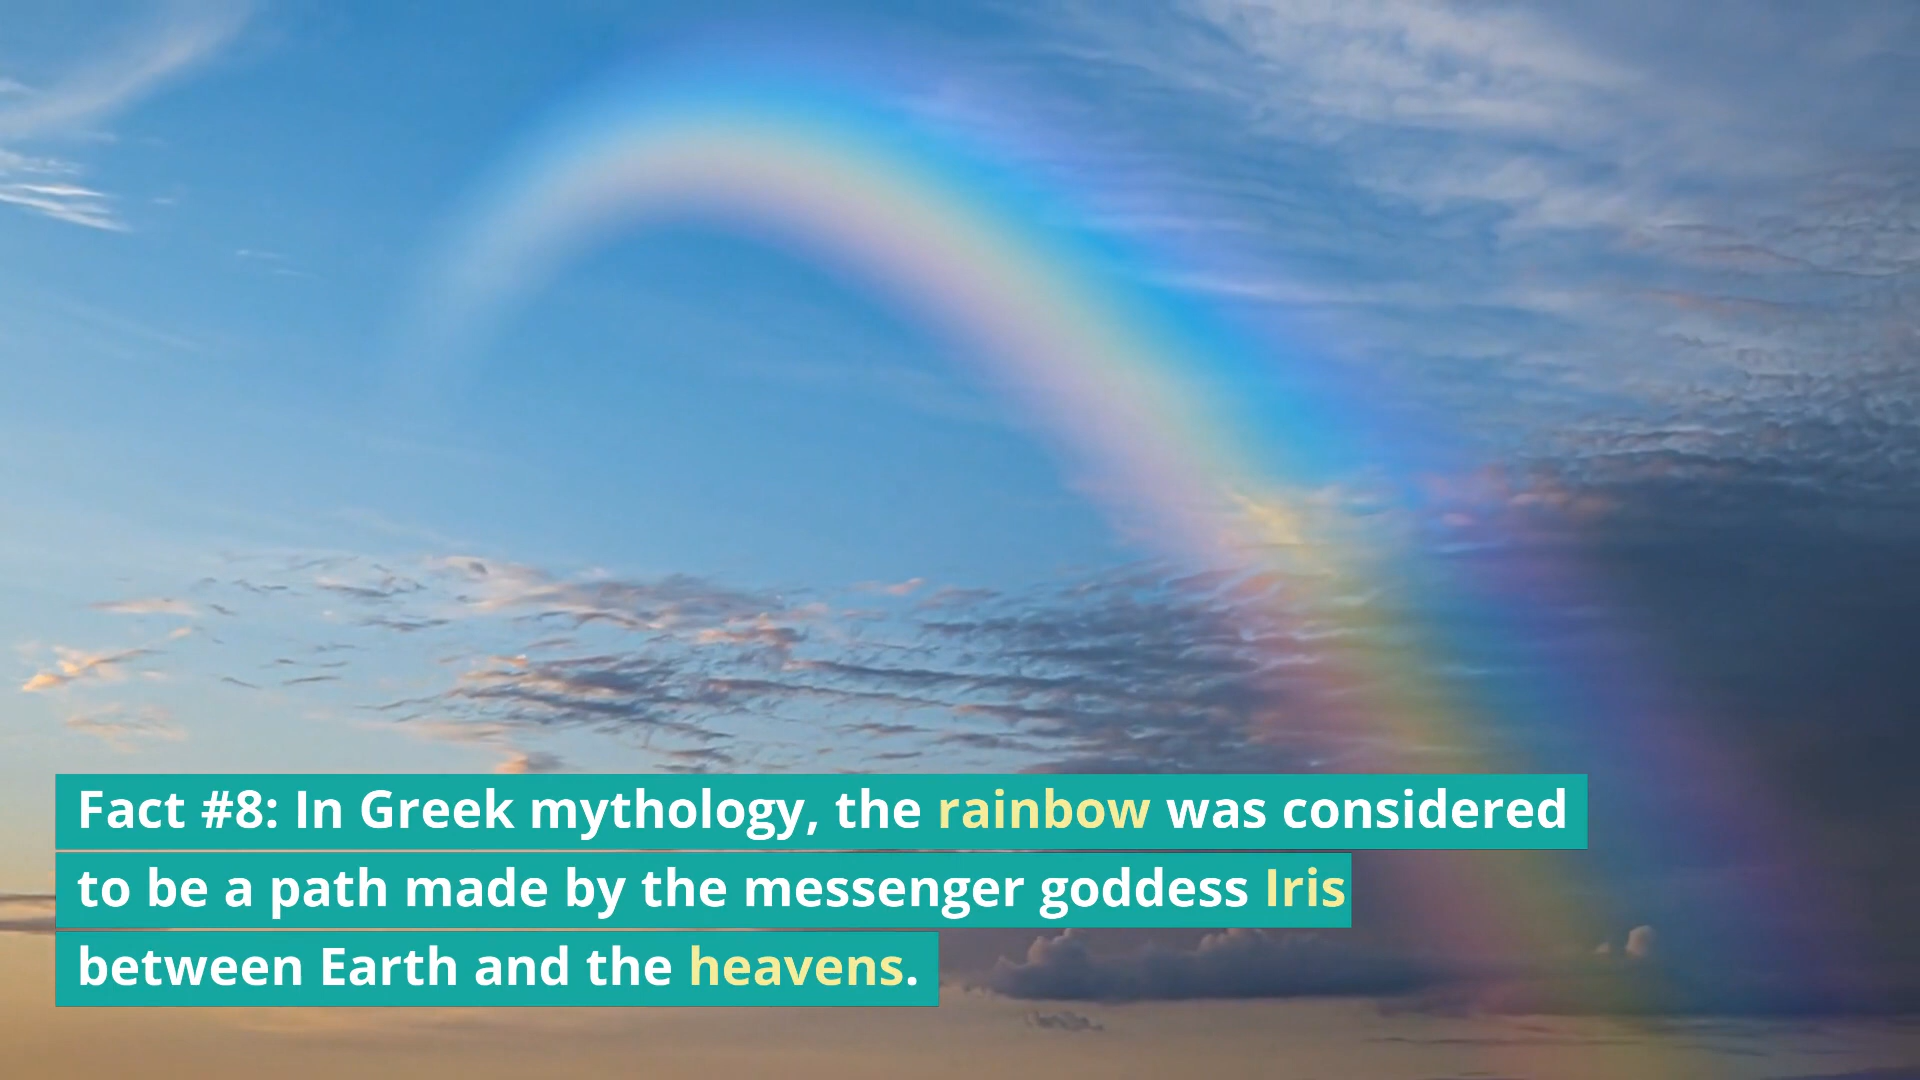 Fact #8: In Greek mythology, the rainbow was considered
to be a path made by the messenger goddess Iris
between Earth and the heavens.